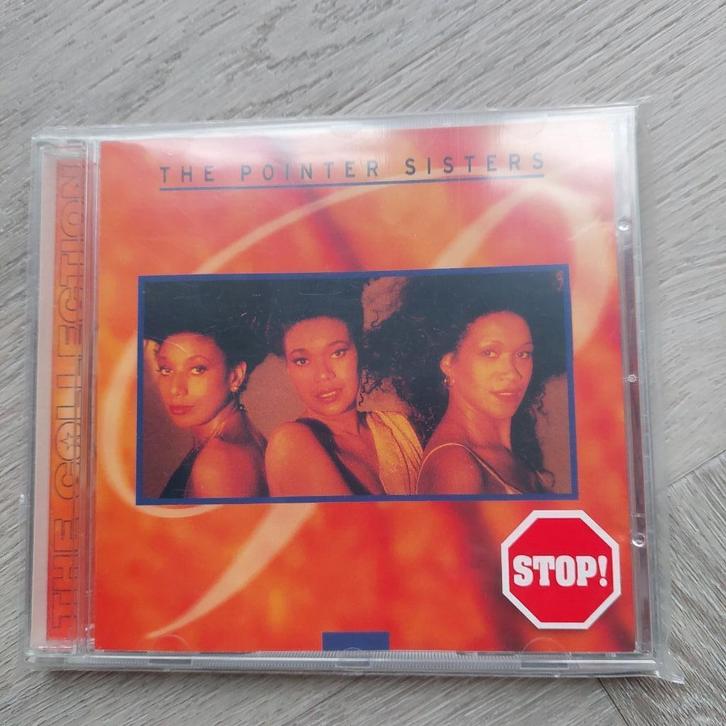 THE POINTER SISTERS
THE COLLECTION
STOP!